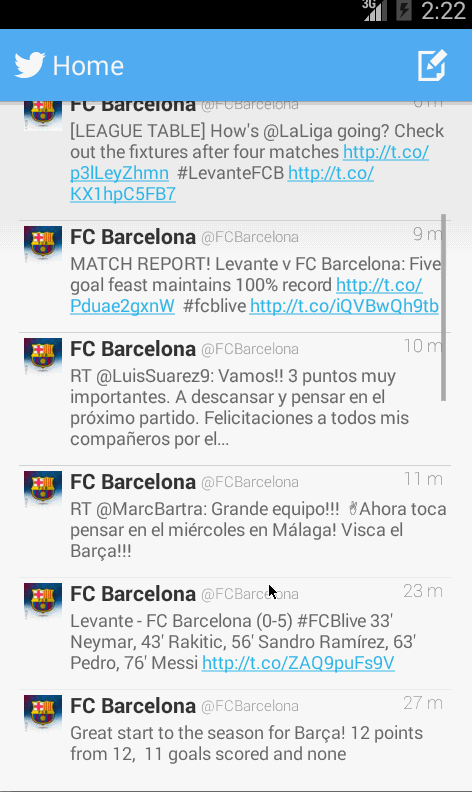 3G 2:22
Home
FC Barcelona @FCBarcelona
[LEAGUE TABLE] How's @LaLiga going? Check
out the fixtures after four matches http://t.co/
p3lLeyZhmn #LevanteFCB http://t.co/
KX1hpC5FB7
FC Barcelona @FCBarcelona 9 m
MATCH REPORT! Levante v FC Barcelona: Five
goal feast maintains 100% record http://t.co/
Pduae2gxnW #fcblive http://t.co/iQVBwQh9tb
FC Barcelona @FCBarcelona 10 m
RT @LuisSuarez9: Vamos!! 3 puntos muy
importantes. A descansar y pensar en el
próximo partido. Felicitaciones a todos mis
compañeros por el...
FC Barcelona @FCBarcelona 11 m
RT @MarcBartra: Grande equipo!!! ✌Ahora toca
pensar en el miércoles en Málaga! Visca el
Barça!!!
FC Barcelona @FCBarcelona 23 m
Levante - FC Barcelona (0-5) #FCBlive 33'
Neymar, 43' Rakitic, 56' Sandro Ramírez, 63'
Pedro, 76' Messi http://t.co/ZAQ9puFs9V
FC Barcelona @FCBarcelona 27 m
Great start to the season for Barça! 12 points
from 12, 11 goals scored and none